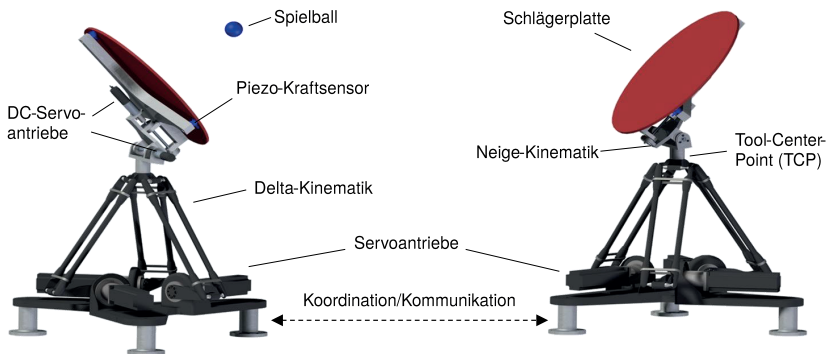 Spielball
Schlägerplatte
Piezo-Kraftsensor
DC-Servo-
antriebe
Neige-Kinematik
Tool-Center-
Point (TCP)
Delta-Kinematik
Servoantriebe
Koordination/Kommunikation